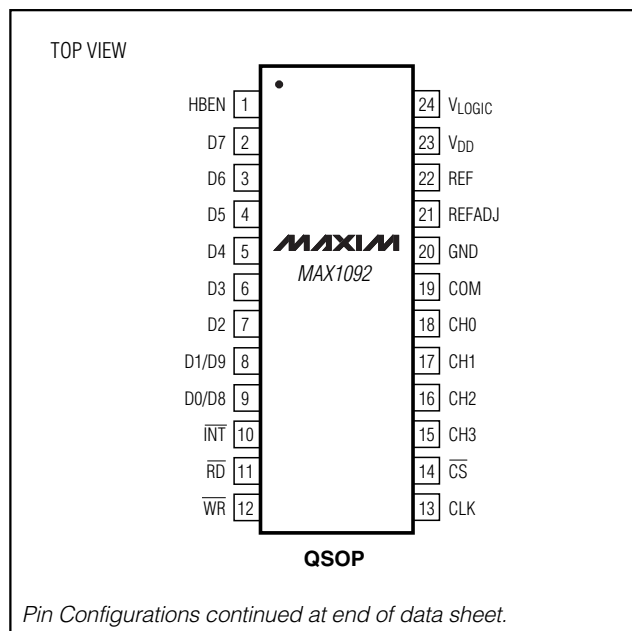 TOP VIEW
HBEN 1
D7 2
D6 3
D5 4
D4 5
D3 6
D2 7
D1/D9 8
D0/D8 9
INT 10
RD 11
WR 12
MAXIM
MAX1092
24 VLOGIC
23 VDD
22 REF
21 REFADJ
20 GND
19 COM
18 CH0
17 CH1
16 CH2
15 CH3
14 CS
13 CLK
QSOP
Pin Configurations continued at end of data sheet.